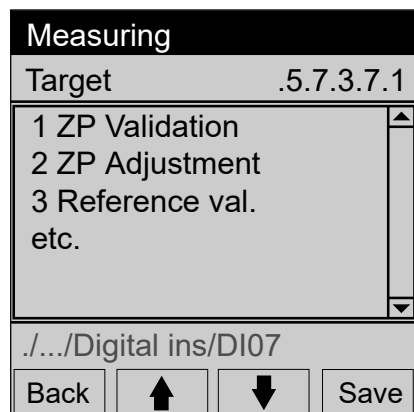 Measuring
Target .5.7.3.7.1
1 ZP Validation
2 ZP Adjustment
3 Reference val.
etc.
./.../Digital ins/DI07
Back Save